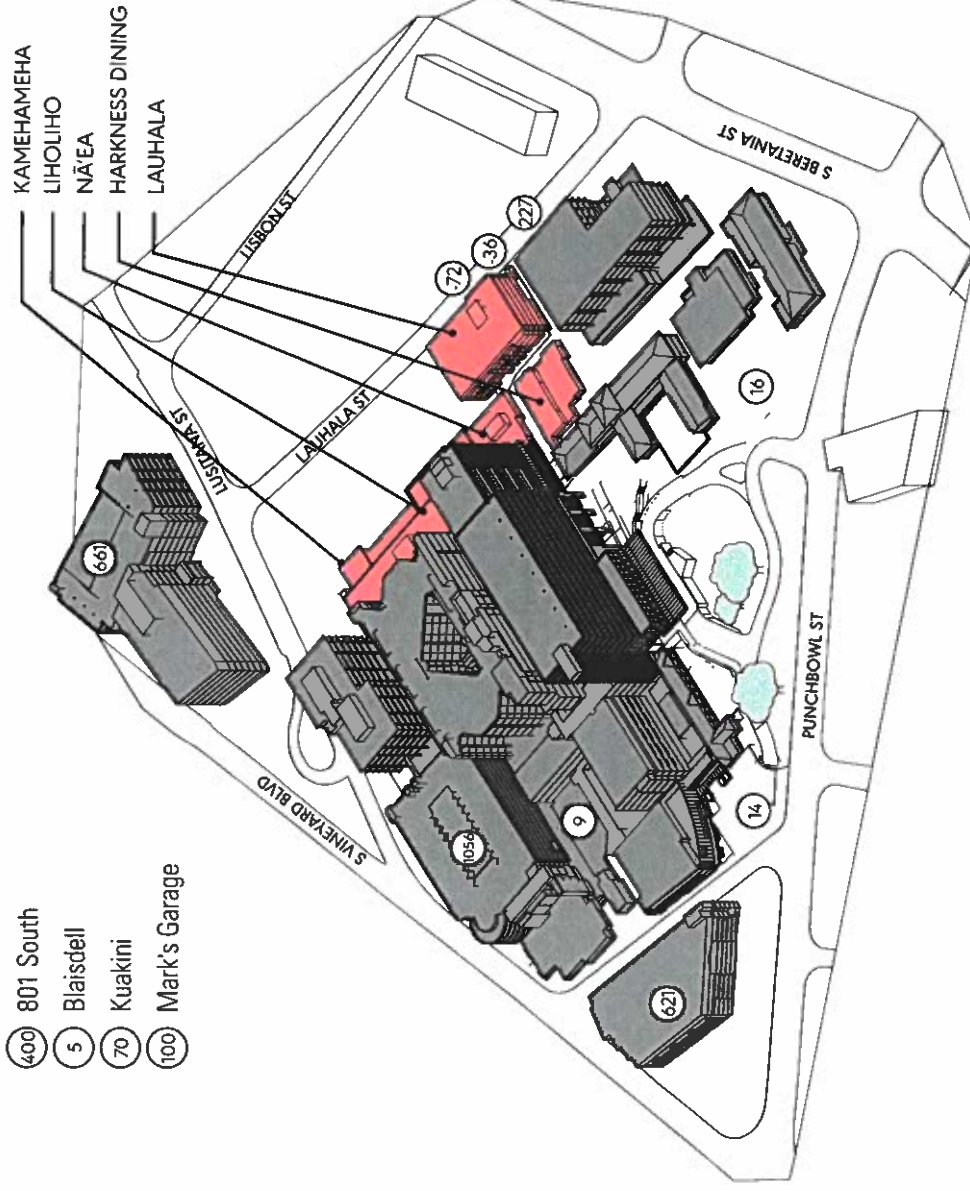 KAMEHAMEHA
LIHOLIHO
NĀ'EA
HARKNESS DINING
LAUHALA
400 801 South
5 Blaisdell
70 Kuakini
100 Mark's Garage
LISBON ST
LUSITANA ST
LAUHALA ST
S VINEYARD BLVD
S BERETANIA ST
PUNCHBOWL ST
661
-72
-36
227
16
1056
9
14
621